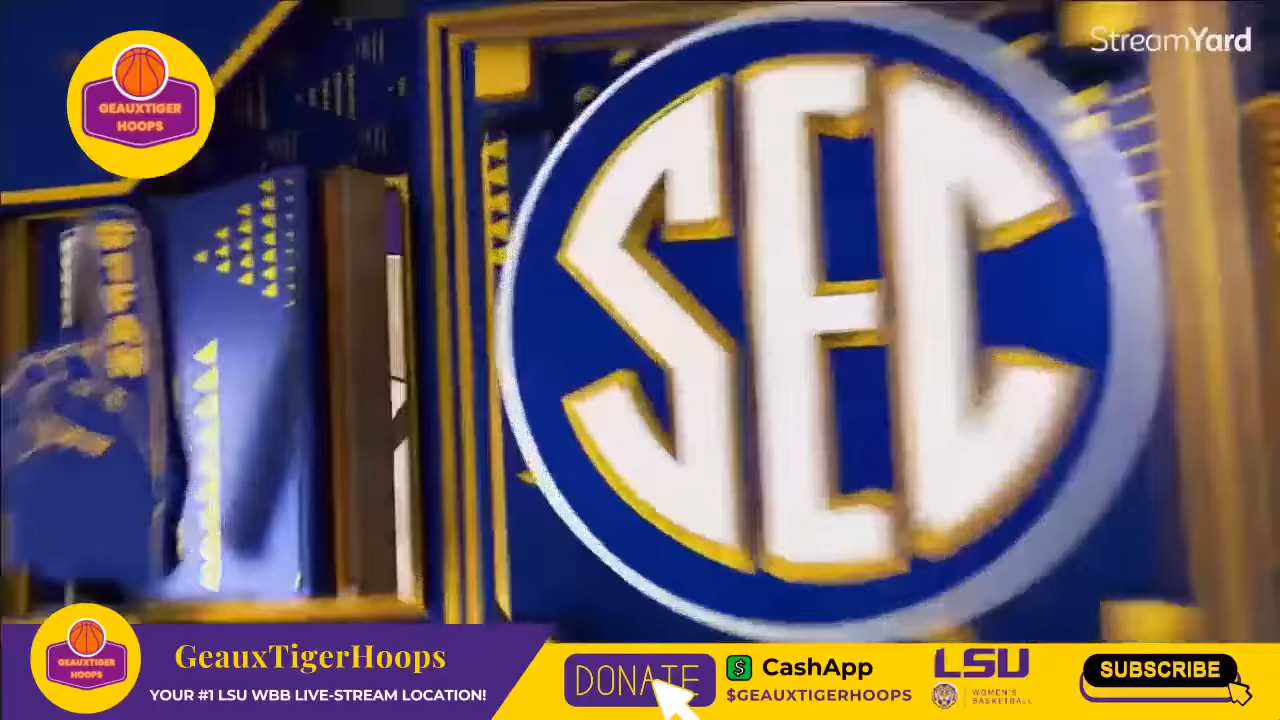 StreamYard
GEAUXTIGER
HOOPS
SEC
GEAUXTIGER
HOOPS
GeauxTigerHoops
YOUR #1 LSU WBB LIVE-STREAM LOCATION!
DONATE
$ CashApp
$GEAUXTIGERHOOPS
LSU
WOMEN'S
BASKETBALL
SUBSCRIBE